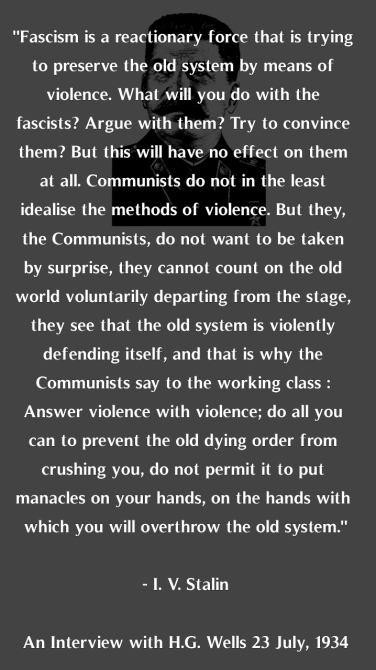 "Fascism is a reactionary force that is trying
to preserve the old system by means of
violence. What will you do with the
fascists? Argue with them? Try to convince
them? But this will have no effect on them
at all. Communists do not in the least
idealise the methods of violence. But they,
the Communists, do not want to be taken
by surprise, they cannot count on the old
world voluntarily departing from the stage,
they see that the old system is violently
defending itself, and that is why the
Communists say to the working class :
Answer violence with violence; do all you
can to prevent the old dying order from
crushing you, do not permit it to put
manacles on your hands, on the hands with
which you will overthrow the old system."
- I. V. Stalin
An Interview with H.G. Wells 23 July, 1934